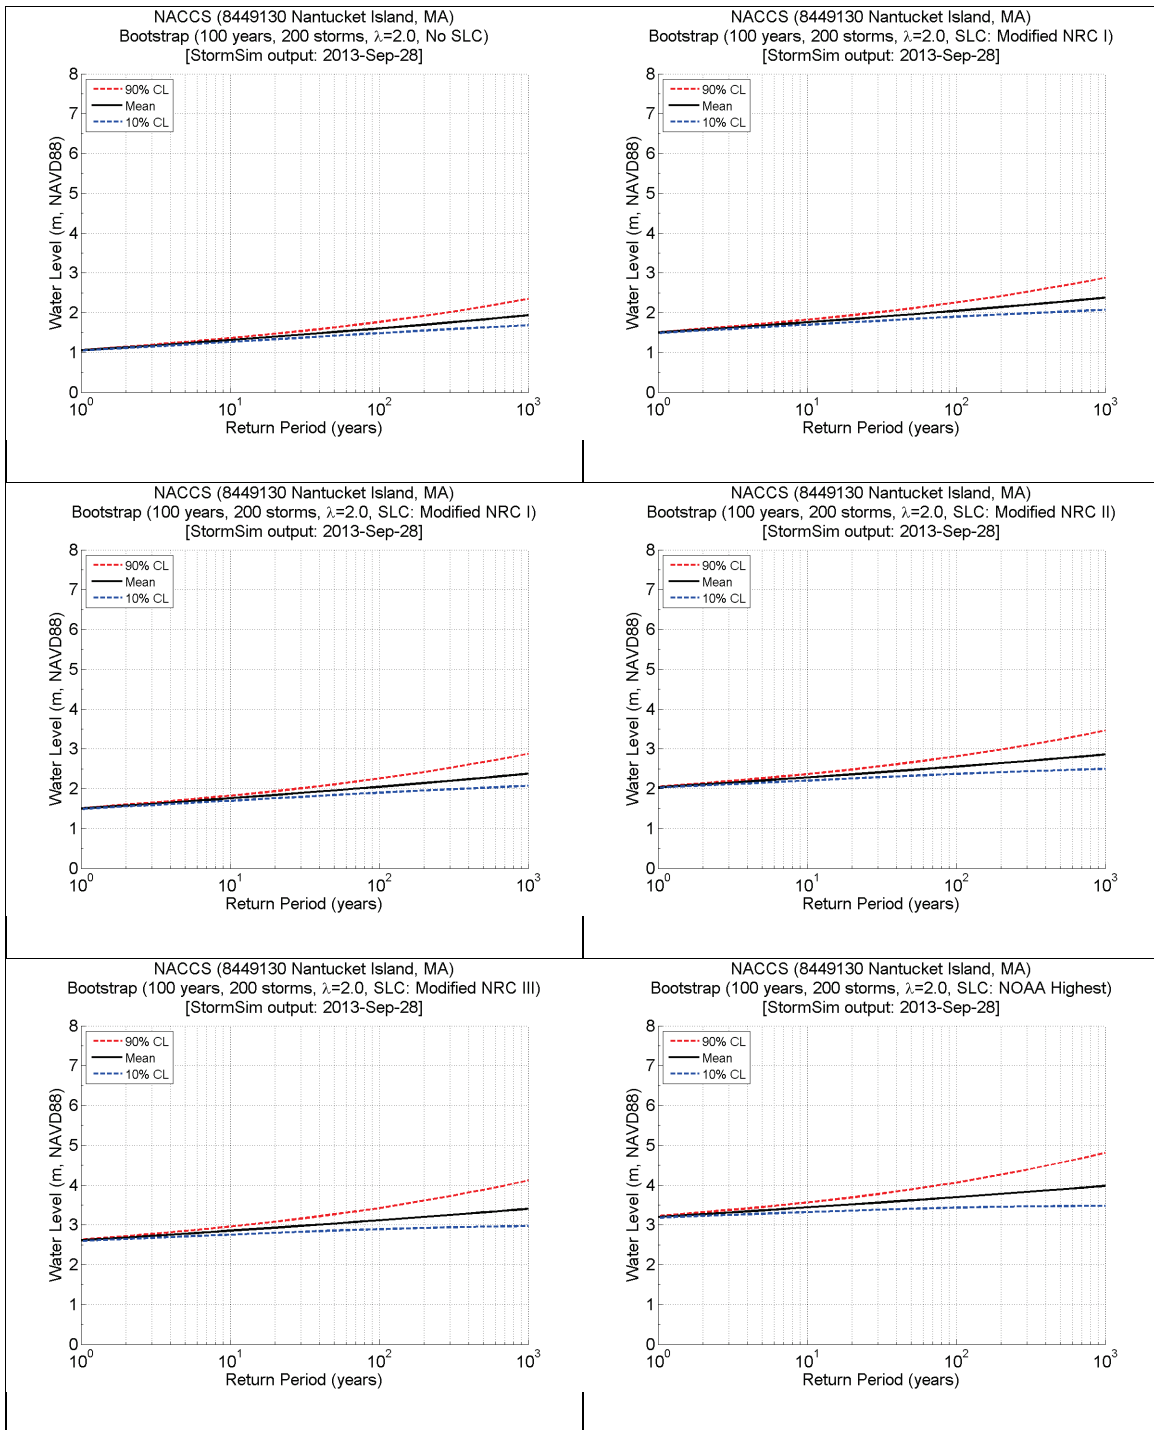 NACCS (8449130 Nantucket Island, MA)
Bootstrap (100 years, 200 storms, λ=2.0, No SLC)
[StormSim output: 2013-Sep-28]
8
7
6
5
4
3
2
1
0
Water Level (m, NAVD88)
90% CL
Mean
10% CL
10^0 10^1 10^2 10^3
Return Period (years)
NACCS (8449130 Nantucket Island, MA)
Bootstrap (100 years, 200 storms, λ=2.0, SLC: Modified NRC I)
[StormSim output: 2013-Sep-28]
8
7
6
5
4
3
2
1
0
Water Level (m, NAVD88)
90% CL
Mean
10% CL
10^0 10^1 10^2 10^3
Return Period (years)
NACCS (8449130 Nantucket Island, MA)
Bootstrap (100 years, 200 storms, λ=2.0, SLC: Modified NRC I)
[StormSim output: 2013-Sep-28]
8
7
6
5
4
3
2
1
0
Water Level (m, NAVD88)
90% CL
Mean
10% CL
10^0 10^1 10^2 10^3
Return Period (years)
NACCS (8449130 Nantucket Island, MA)
Bootstrap (100 years, 200 storms, λ=2.0, SLC: Modified NRC II)
[StormSim output: 2013-Sep-28]
8
7
6
5
4
3
2
1
0
Water Level (m, NAVD88)
90% CL
Mean
10% CL
10^0 10^1 10^2 10^3
Return Period (years)
NACCS (8449130 Nantucket Island, MA)
Bootstrap (100 years, 200 storms, λ=2.0, SLC: Modified NRC III)
[StormSim output: 2013-Sep-28]
8
7
6
5
4
3
2
1
0
Water Level (m, NAVD88)
90% CL
Mean
10% CL
10^0 10^1 10^2 10^3
Return Period (years)
NACCS (8449130 Nantucket Island, MA)
Bootstrap (100 years, 200 storms, λ=2.0, SLC: NOAA Highest)
[StormSim output: 2013-Sep-28]
8
7
6
5
4
3
2
1
0
Water Level (m, NAVD88)
90% CL
Mean
10% CL
10^0 10^1 10^2 10^3
Return Period (years)